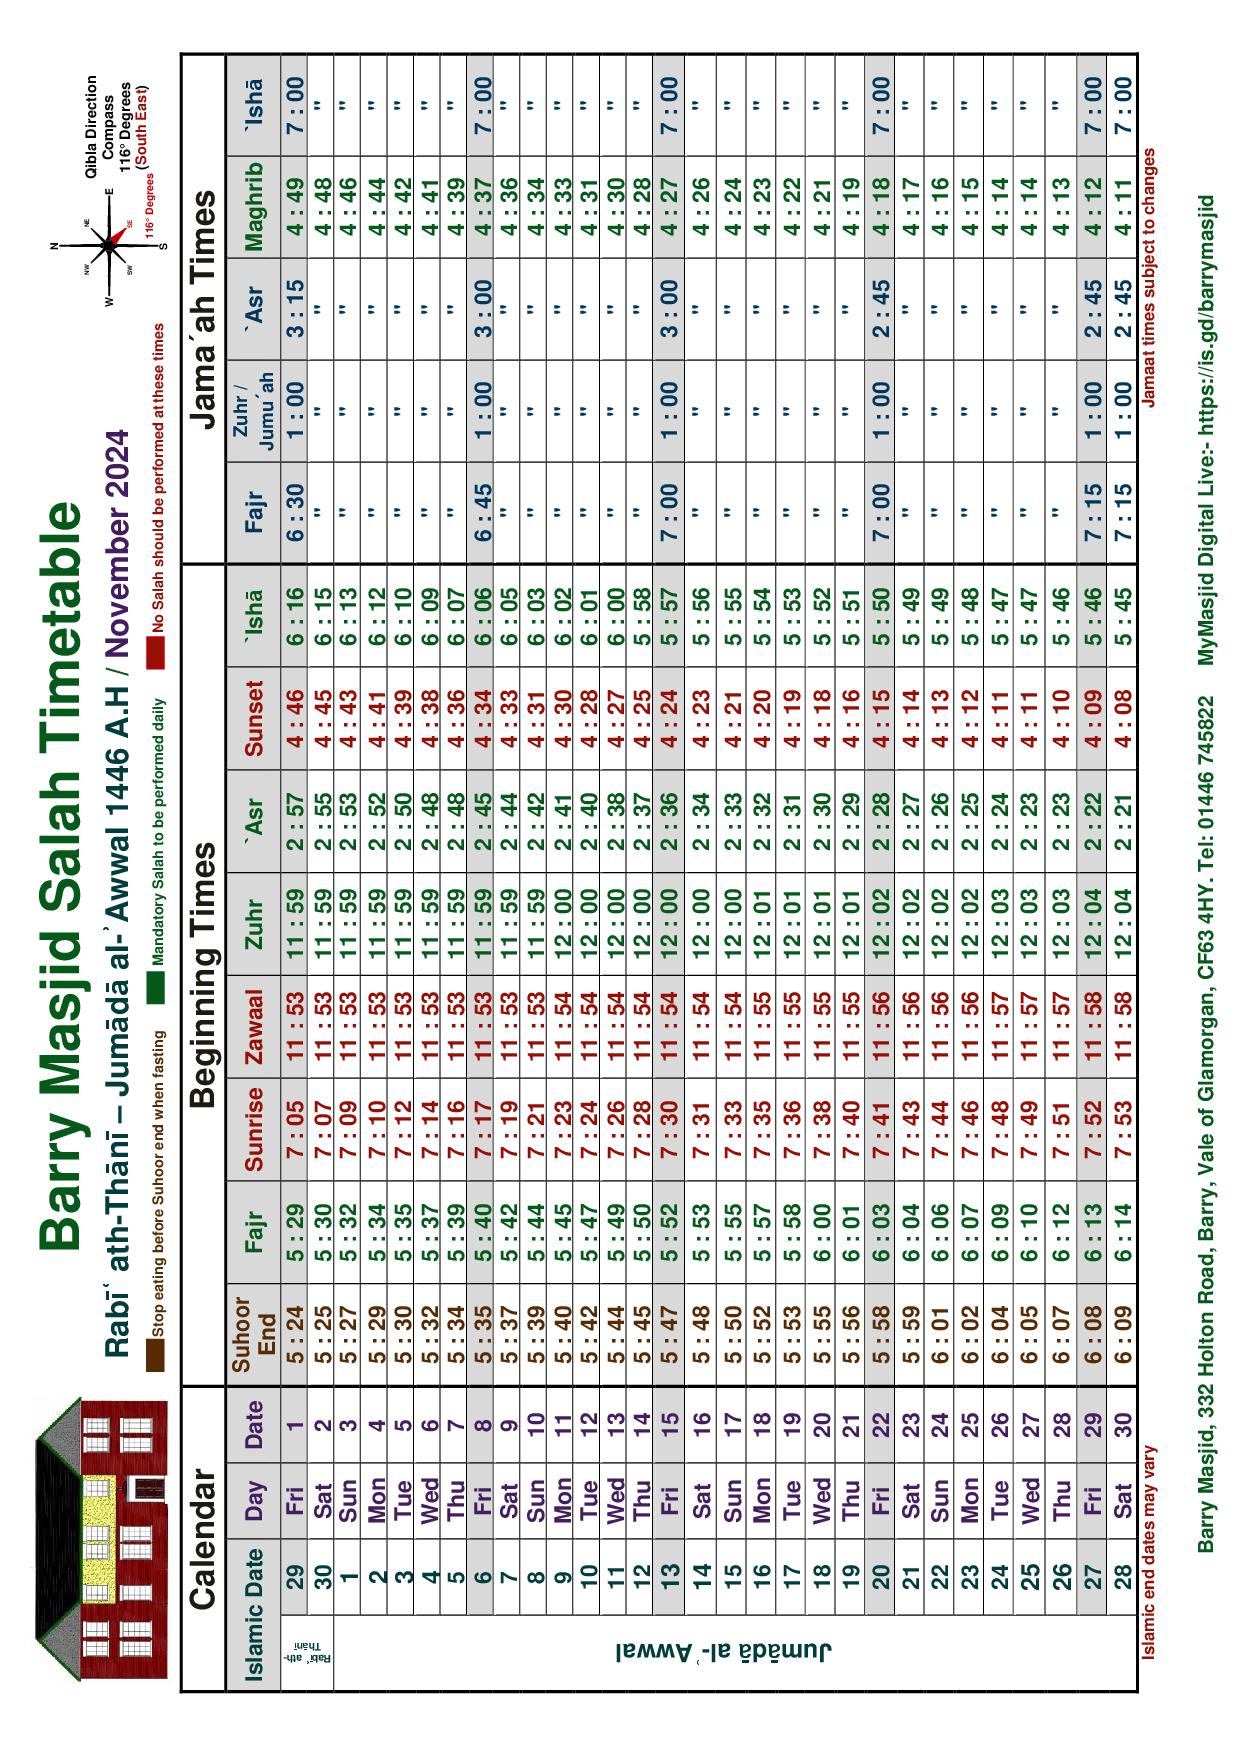 Barry Masjid Salah Timetable
Rabīʿ ath-Thānī – Jumādā al-ʾAwwal 1446 A.H / November 2024
Stop eating before Suhoor end when fasting Mandatory Salah to be performed daily No Salah should be performed at these times
N
NW NE
W E
SW SE
S
116° Degrees
Qibla Direction
Compass
116° Degrees
(South East)
Calendar Beginning Times Jama´ah Times
Islamic Date Day Date Suhoor End Fajr Sunrise Zawaal Zuhr `Asr Sunset `Ishā Fajr Zuhr / Jumu´ah `Asr Maghrib `Ishā
Rabīʿ ath-Thānī
29 Fri 1 5 : 24 5 : 29 7 : 05 11 : 53 11 : 59 2 : 57 4 : 46 6 : 16 6 : 30 1 : 00 3 : 15 4 : 49 7 : 00
30 Sat 2 5 : 25 5 : 30 7 : 07 11 : 53 11 : 59 2 : 55 4 : 45 6 : 15 " " " 4 : 48 "
Jumādā al-ʾAwwal
1 Sun 3 5 : 27 5 : 32 7 : 09 11 : 53 11 : 59 2 : 53 4 : 43 6 : 13 " " " 4 : 46 "
2 Mon 4 5 : 29 5 : 34 7 : 10 11 : 53 11 : 59 2 : 52 4 : 41 6 : 12 " " " 4 : 44 "
3 Tue 5 5 : 30 5 : 35 7 : 12 11 : 53 11 : 59 2 : 50 4 : 39 6 : 10 " " " 4 : 42 "
4 Wed 6 5 : 32 5 : 37 7 : 14 11 : 53 11 : 59 2 : 48 4 : 38 6 : 09 " " " 4 : 41 "
5 Thu 7 5 : 34 5 : 39 7 : 16 11 : 53 11 : 59 2 : 48 4 : 36 6 : 07 " " " 4 : 39 "
6 Fri 8 5 : 35 5 : 40 7 : 17 11 : 53 11 : 59 2 : 45 4 : 34 6 : 06 6 : 45 1 : 00 3 : 00 4 : 37 7 : 00
7 Sat 9 5 : 37 5 : 42 7 : 19 11 : 53 11 : 59 2 : 44 4 : 33 6 : 05 " " " 4 : 36 "
8 Sun 10 5 : 39 5 : 44 7 : 21 11 : 53 11 : 59 2 : 42 4 : 31 6 : 03 " " " 4 : 34 "
9 Mon 11 5 : 40 5 : 45 7 : 23 11 : 54 12 : 00 2 : 41 4 : 30 6 : 02 " " " 4 : 33 "
10 Tue 12 5 : 42 5 : 47 7 : 24 11 : 54 12 : 00 2 : 40 4 : 28 6 : 01 " " " 4 : 31 "
11 Wed 13 5 : 44 5 : 49 7 : 26 11 : 54 12 : 00 2 : 38 4 : 27 6 : 00 " " " 4 : 30 "
12 Thu 14 5 : 45 5 : 50 7 : 28 11 : 54 12 : 00 2 : 37 4 : 25 5 : 58 " " " 4 : 28 "
13 Fri 15 5 : 47 5 : 52 7 : 30 11 : 54 12 : 00 2 : 36 4 : 24 5 : 57 7 : 00 1 : 00 3 : 00 4 : 27 7 : 00
14 Sat 16 5 : 48 5 : 53 7 : 31 11 : 54 12 : 00 2 : 34 4 : 23 5 : 56 " " " 4 : 26 "
15 Sun 17 5 : 50 5 : 55 7 : 33 11 : 54 12 : 00 2 : 33 4 : 21 5 : 55 " " " 4 : 24 "
16 Mon 18 5 : 52 5 : 57 7 : 35 11 : 55 12 : 01 2 : 32 4 : 20 5 : 54 " " " 4 : 23 "
17 Tue 19 5 : 53 5 : 58 7 : 36 11 : 55 12 : 01 2 : 31 4 : 19 5 : 53 " " " 4 : 22 "
18 Wed 20 5 : 55 6 : 00 7 : 38 11 : 55 12 : 01 2 : 30 4 : 18 5 : 52 " " " 4 : 21 "
19 Thu 21 5 : 56 6 : 01 7 : 40 11 : 55 12 : 01 2 : 29 4 : 16 5 : 51 " " " 4 : 19 "
20 Fri 22 5 : 58 6 : 03 7 : 41 11 : 56 12 : 02 2 : 28 4 : 15 5 : 50 7 : 00 1 : 00 2 : 45 4 : 18 7 : 00
21 Sat 23 5 : 59 6 : 04 7 : 43 11 : 56 12 : 02 2 : 27 4 : 14 5 : 49 " " " 4 : 17 "
22 Sun 24 6 : 01 6 : 06 7 : 44 11 : 56 12 : 02 2 : 26 4 : 13 5 : 49 " " " 4 : 16 "
23 Mon 25 6 : 02 6 : 07 7 : 46 11 : 56 12 : 02 2 : 25 4 : 12 5 : 48 " " " 4 : 15 "
24 Tue 26 6 : 04 6 : 09 7 : 48 11 : 57 12 : 03 2 : 24 4 : 11 5 : 47 " " " 4 : 14 "
25 Wed 27 6 : 05 6 : 10 7 : 49 11 : 57 12 : 03 2 : 23 4 : 11 5 : 47 " " " 4 : 14 "
26 Thu 28 6 : 07 6 : 12 7 : 51 11 : 57 12 : 03 2 : 23 4 : 10 5 : 46 " " " 4 : 13 "
27 Fri 29 6 : 08 6 : 13 7 : 52 11 : 58 12 : 04 2 : 22 4 : 09 5 : 46 7 : 15 1 : 00 2 : 45 4 : 12 7 : 00
28 Sat 30 6 : 09 6 : 14 7 : 53 11 : 58 12 : 04 2 : 21 4 : 08 5 : 45 7 : 15 1 : 00 2 : 45 4 : 11 7 : 00
Islamic end dates may vary Jamaat times subject to changes
Barry Masjid, 332 Holton Road, Barry, Vale of Glamorgan, CF63 4HY. Tel: 01446 745822 MyMasjid Digital Live:- https://is.gd/barrymasjid